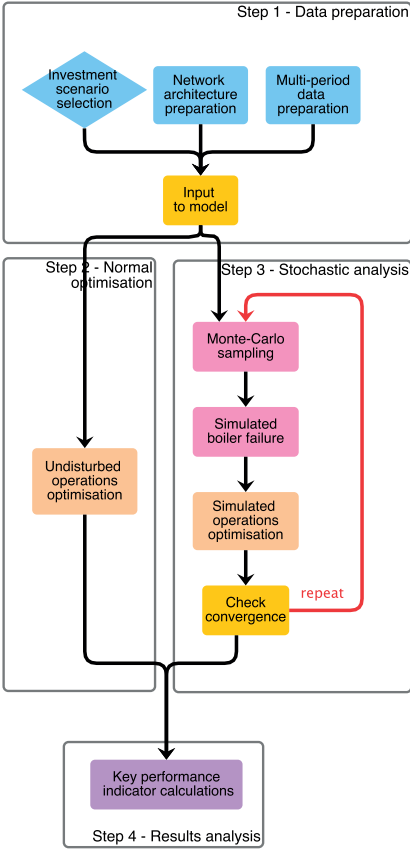 Step 1 - Data preparation
Investment
scenario
selection
Network
architecture
preparation
Multi-period
data
preparation
Input
to model
Step 2 - Normal
optimisation
Step 3 - Stochastic analysis
Monte-Carlo
sampling
Simulated
boiler failure
Undisturbed
operations
optimisation
Simulated
operations
optimisation
Check
convergence
repeat
Key performance
indicator calculations
Step 4 - Results analysis